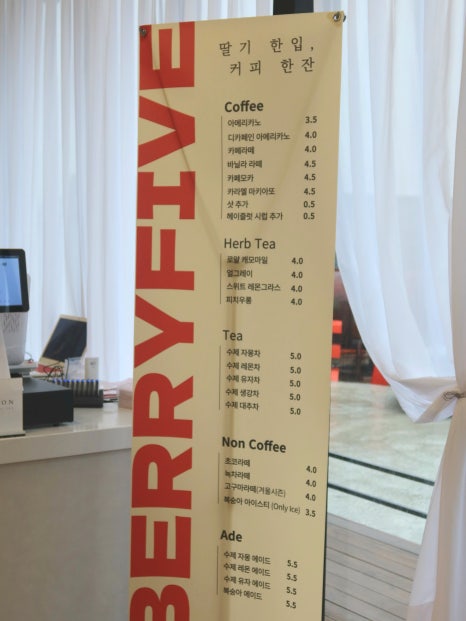 BERRYFIVE
딸기 한입,
커피 한잔
Coffee
아메리카노 3.5
디카페인 아메리카노 4.0
카페라떼 4.0
바닐라 라떼 4.5
카페모카 4.5
카라멜 마키아또 4.5
샷 추가 0.5
헤이즐럿 시럽 추가 0.5
Herb Tea
로얄 캐모마일 4.0
얼그레이 4.0
스위트 레몬그라스 4.0
피치우롱 4.0
Tea
수제 자몽차 5.0
수제 레몬차 5.0
수제 유자차 5.0
수제 생강차 5.0
수제 대추차 5.0
Non Coffee
초코라떼 4.0
녹차라떼 4.0
고구마라떼(겨울시즌) 4.0
복숭아 아이스티 (Only Ice) 3.5
Ade
수제 자몽 에이드 5.5
수제 레몬 에이드 5.5
수제 유자 에이드 5.5
복숭아 에이드 5.5